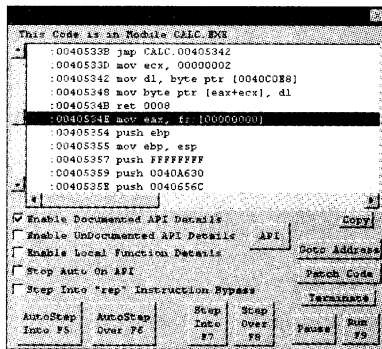 This Code is in Module CALC.EXE
:0040533B jmp CALC.00405342
:0040533D mov ecx, 00000002
:00405342 mov dl, byte ptr [0040C0E8]
:00405348 mov byte ptr [eax+ecx], dl
:0040534B ret 0008
:0040534E mov eax, fs:[00000000]
:00405354 push ebp
:00405355 mov ebp, esp
:00405357 push FFFFFFFF
:00405359 push 0040A630
:0040535E push 0040656C
Enable Documented API Details
Copy
Enable UnDocumented API Details
API
Enable Local Function Details
Goto Address
Stop Auto On API
Patch Code
Step Into "rep" Instruction Bypass
Terminate
AutoStep Into F5
AutoStep Over F6
Step Into F7
Step Over F8
Pause
Run F9